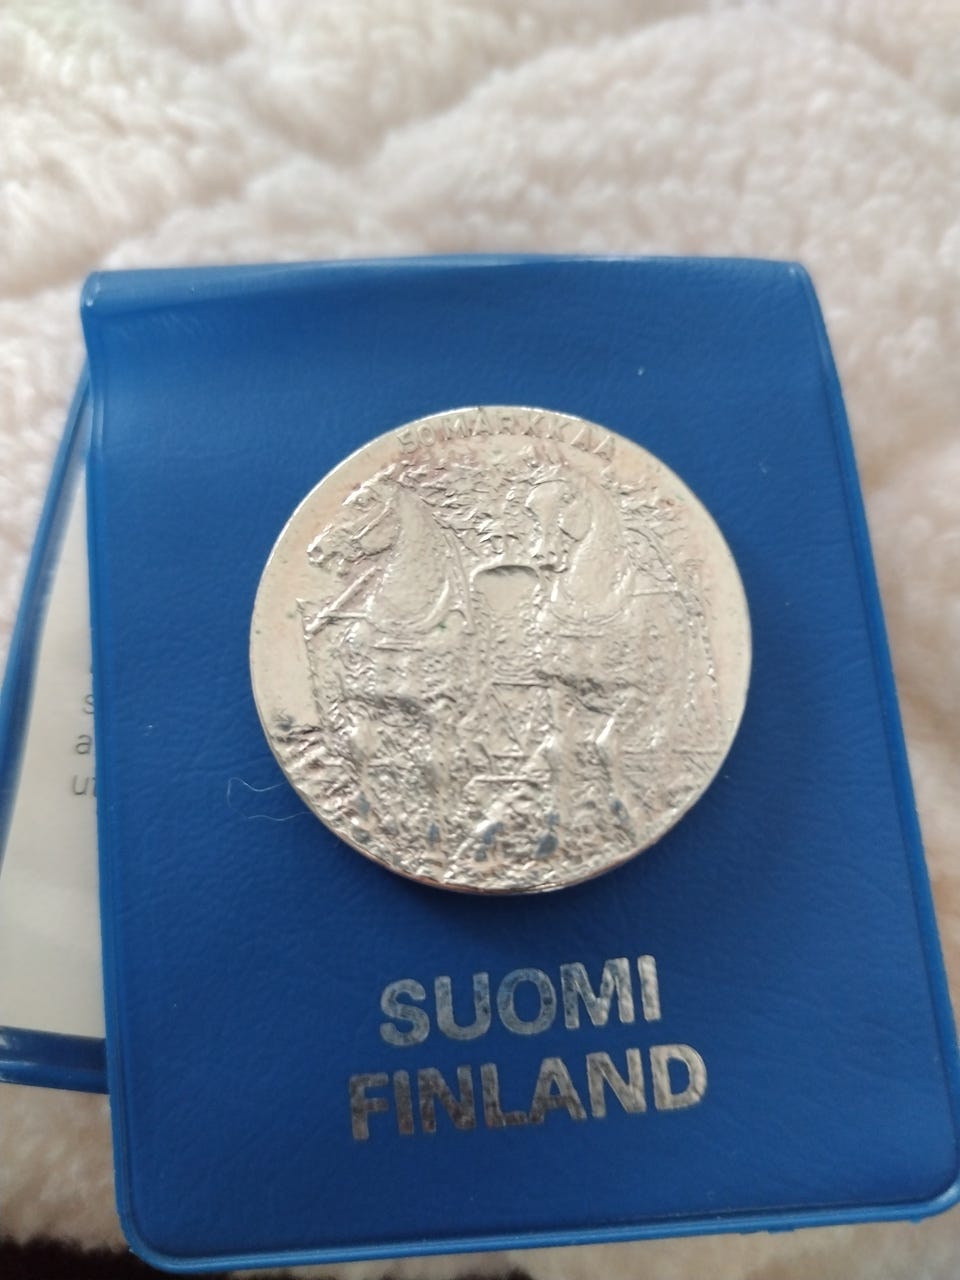 50 MARKKAA
s
a
u
SUOMI
FINLAND